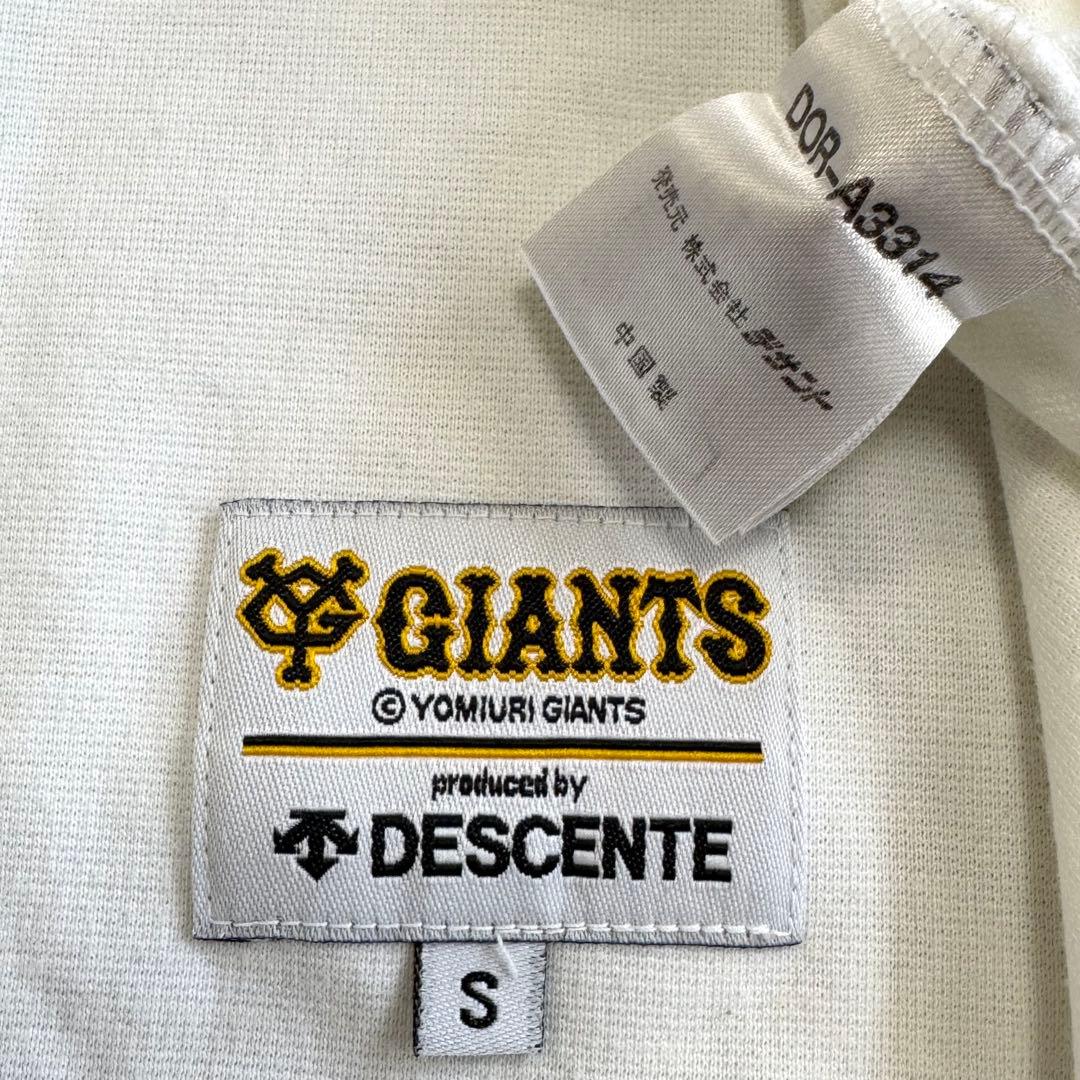 DOR-A3314
発売元 株式会社デサント
中国製
YG GIANTS
© YOMIURI GIANTS
produced by
DESCENTE
S